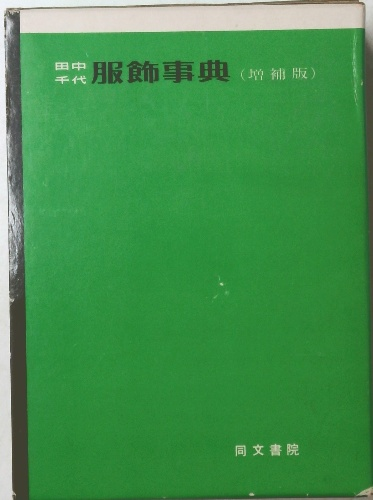 田中
千代
服飾事典(増補版)
同文書院